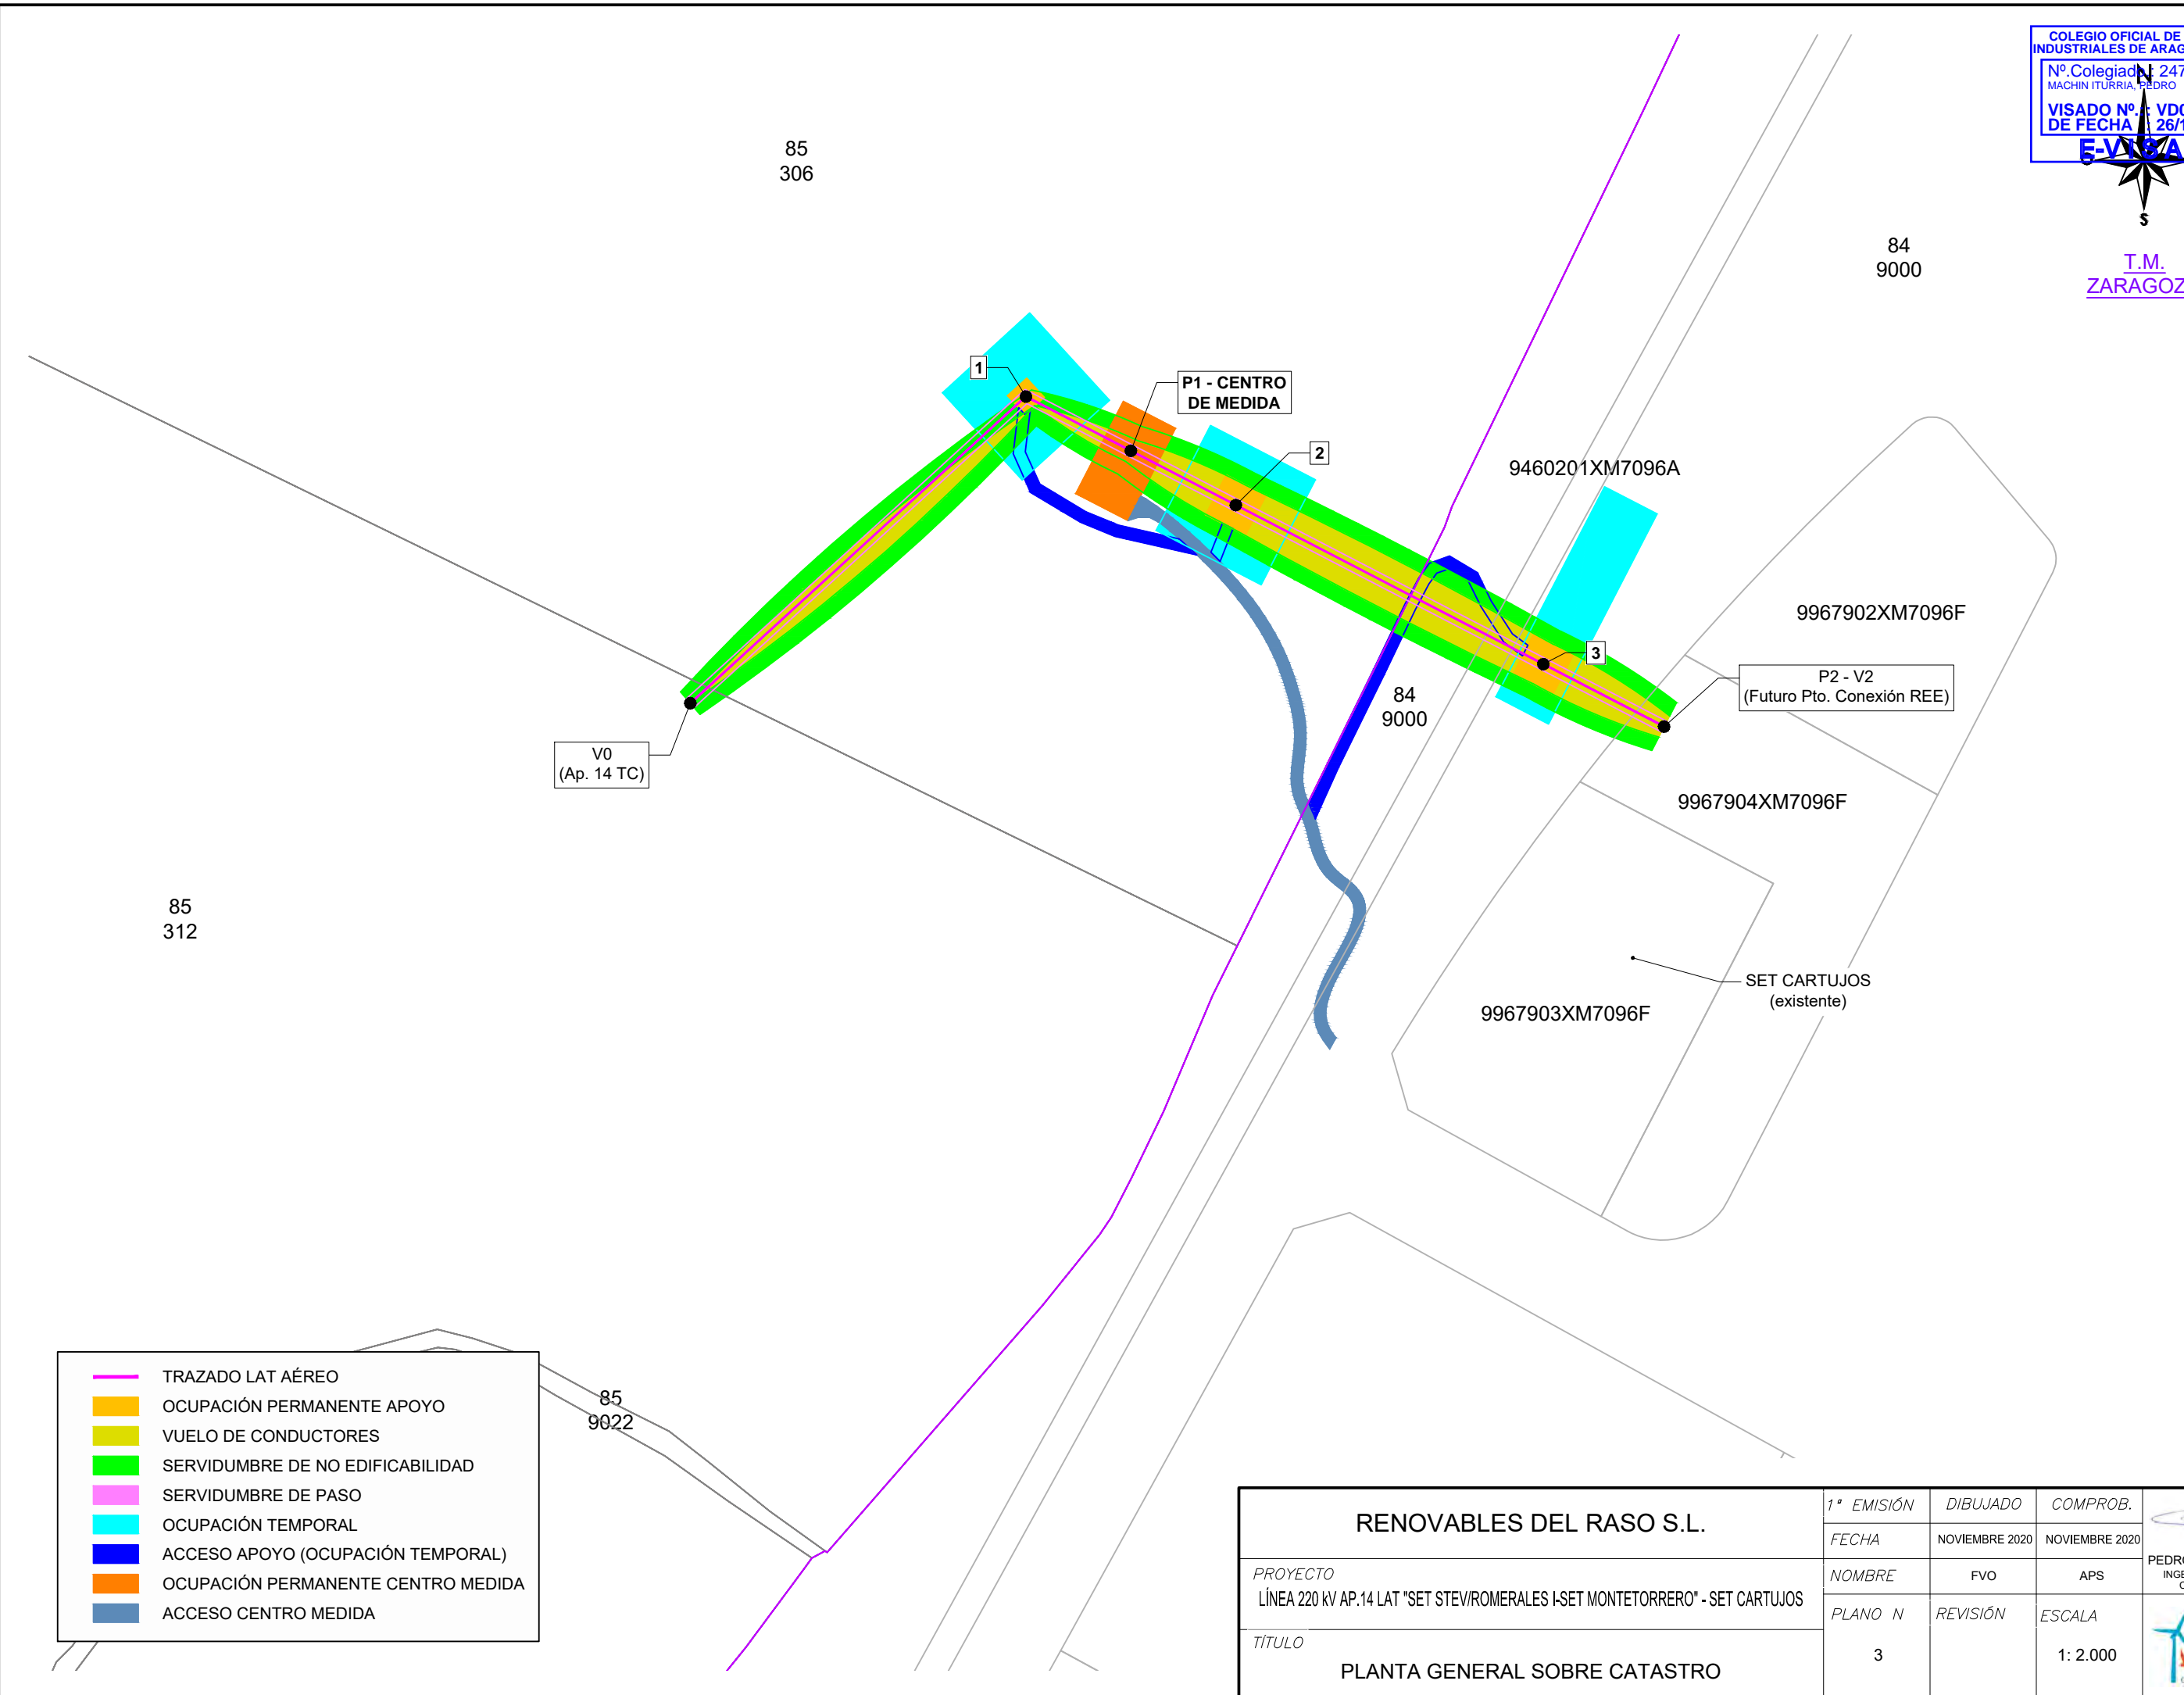 COLEGIO OFICIAL DE
INDUSTRIALES DE ARAG
Nº.Colegiado.: 247
MACHIN ITURRIA, PEDRO
VISADO Nº. : VD0
DE FECHA : 26/1
E-VISA
N
S
T.M.
ZARAGOZ
85
306
84
9000
1
P1 - CENTRO
DE MEDIDA
2
9460201XM7096A
9967902XM7096F
3
P2 - V2
(Futuro Pto. Conexión REE)
84
9000
V0
(Ap. 14 TC)
9967904XM7096F
85
312
SET CARTUJOS
(existente)
9967903XM7096F
85
9022
TRAZADO LAT AÉREO
OCUPACIÓN PERMANENTE APOYO
VUELO DE CONDUCTORES
SERVIDUMBRE DE NO EDIFICABILIDAD
SERVIDUMBRE DE PASO
OCUPACIÓN TEMPORAL
ACCESO APOYO (OCUPACIÓN TEMPORAL)
OCUPACIÓN PERMANENTE CENTRO MEDIDA
ACCESO CENTRO MEDIDA
RENOVABLES DEL RASO S.L.
PROYECTO
LÍNEA 220 kV AP.14 LAT "SET STEV/ROMERALES I-SET MONTETORRERO" - SET CARTUJOS
TÍTULO
PLANTA GENERAL SOBRE CATASTRO
1ª EMISIÓN DIBUJADO COMPROB.
FECHA NOVIEMBRE 2020 NOVIEMBRE 2020
NOMBRE FVO APS
PLANO N REVISIÓN ESCALA
3 1: 2.000
PEDR
INGE